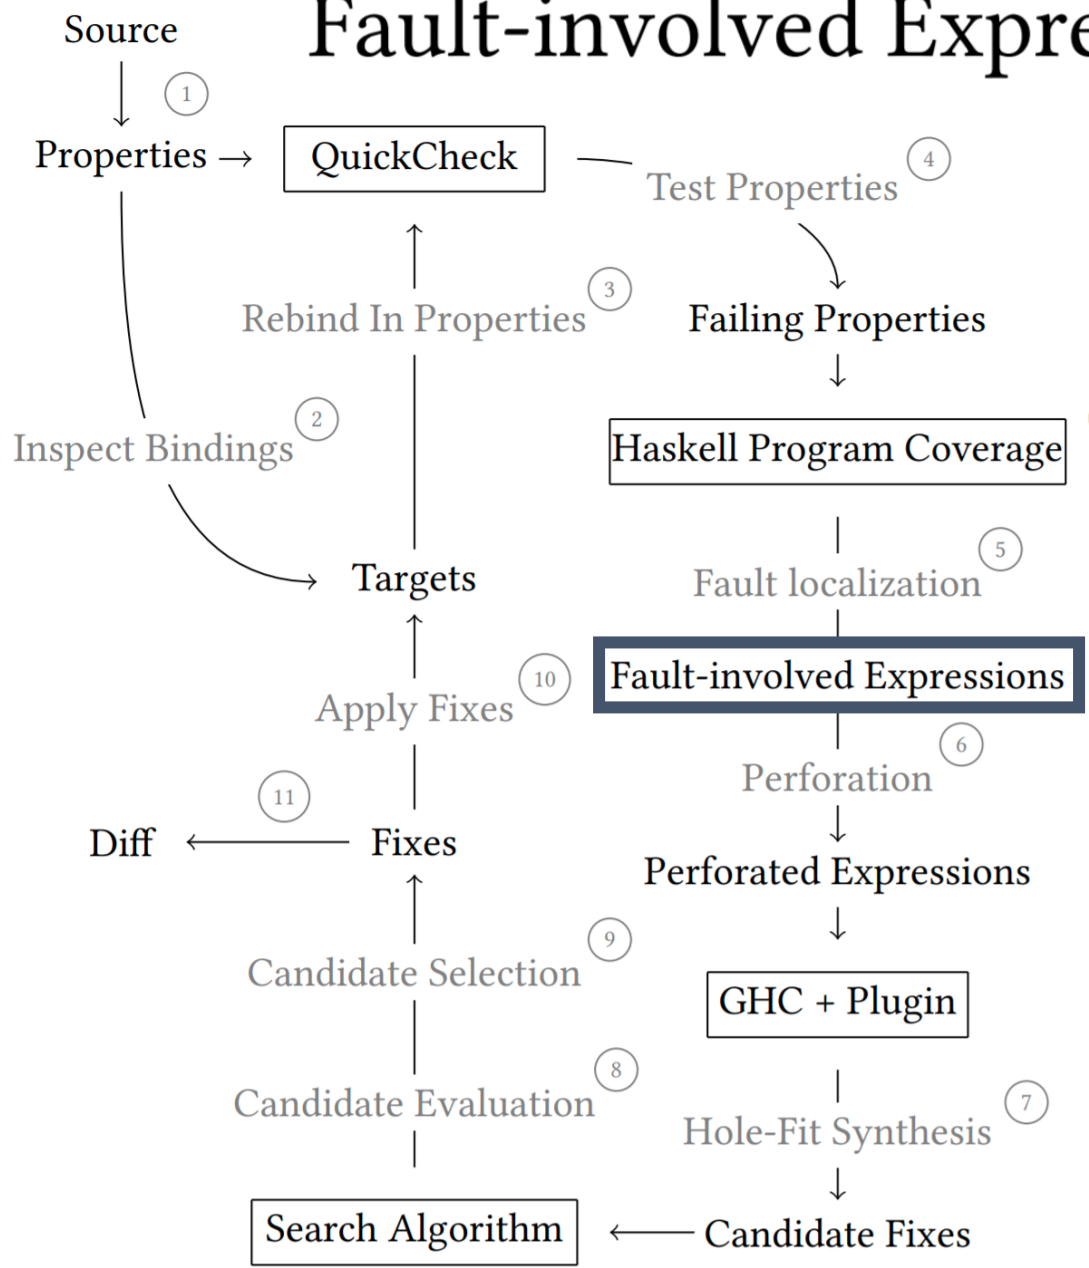 Fault-involved Expre
Source
1
Properties
QuickCheck
Test Properties
4
Rebind In Properties
3
Failing Properties
Inspect Bindings
2
Haskell Program Coverage
Targets
Fault localization
5
Fault-involved Expressions
Apply Fixes
10
Perforation
6
Diff
11
Fixes
Perforated Expressions
Candidate Selection
9
GHC + Plugin
Candidate Evaluation
8
Hole-Fit Synthesis
7
Search Algorithm
Candidate Fixes